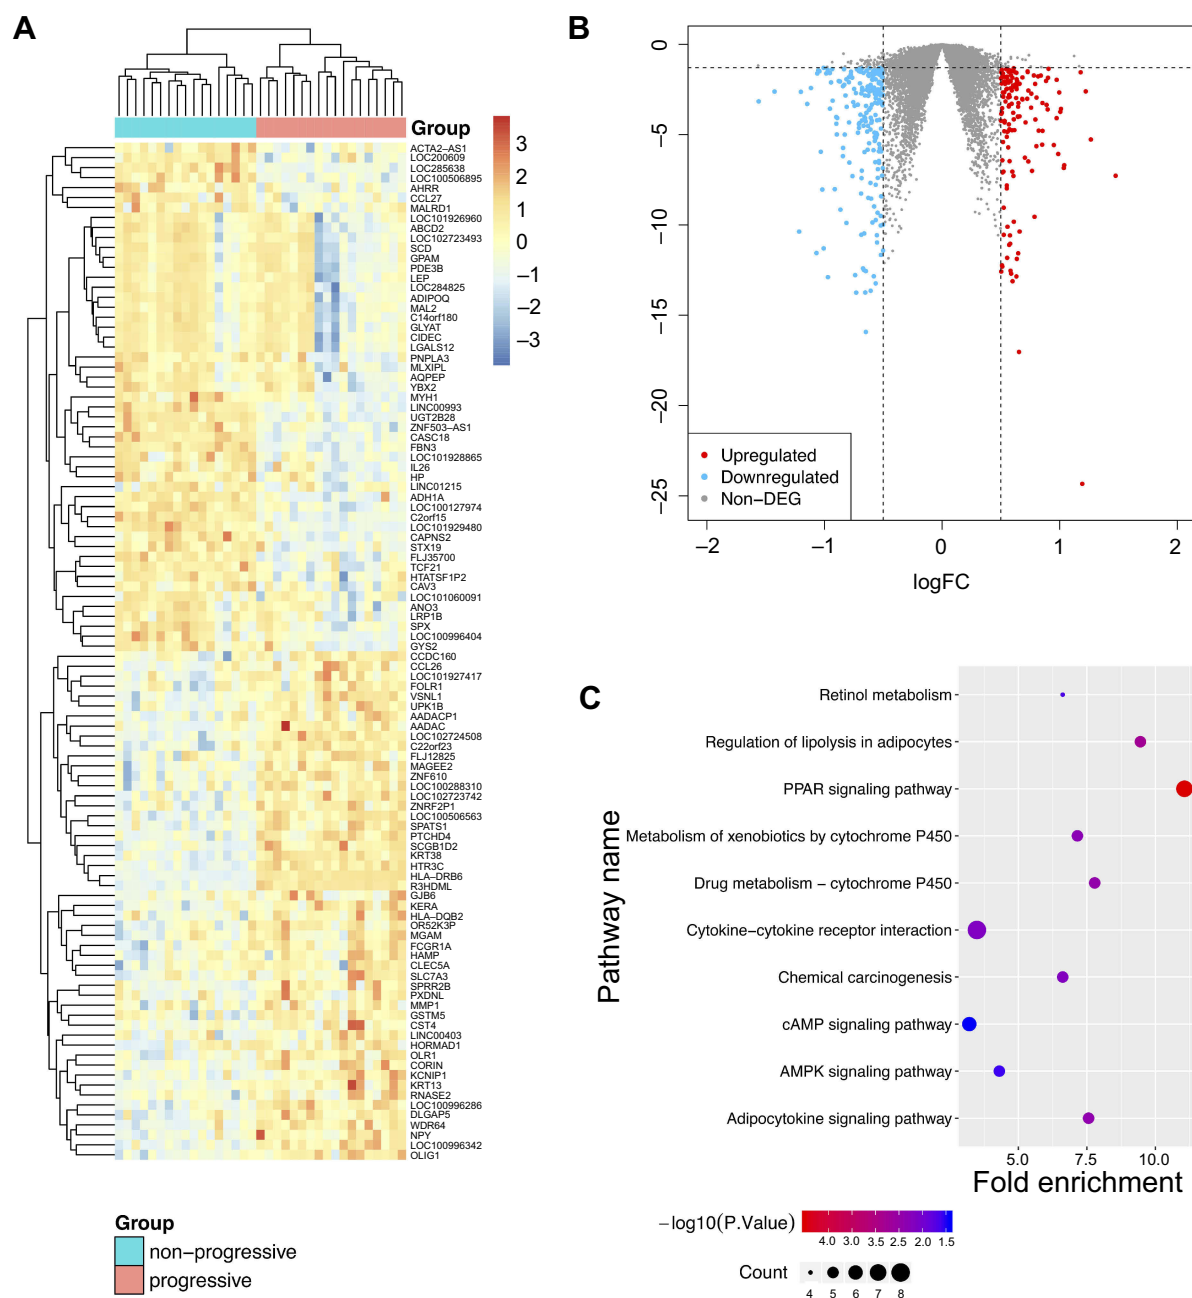 A
Group
3
2
1
0
−1
−2
−3
ACTA2−AS1
LOC200609
LOC285638
LOC100506895
AHRR
CCL27
MALRD1
LOC101926960
ABCD2
LOC102723493
SCD
GPAM
PDE3B
LEP
LOC284825
ADIPOQ
MAL2
C14orf180
GLYAT
CIDEC
LGALS12
PNPLA3
MLXIPL
AQPEP
YBX2
MYH1
LINC00993
UGT2B28
ZNF503−AS1
CASC18
FBN3
LOC101928865
IL26
HP
LINC01215
ADH1A
LOC100127974
C2orf15
LOC101929480
CAPNS2
STX19
FLJ35700
TCF21
HTATSF1P2
CAV3
LOC101060091
ANO3
LRP1B
SPX
LOC100996404
GYS2
CCDC160
CCL26
LOC101927417
FOLR1
VSNL1
UPK1B
AADACP1
AADAC
LOC102724508
C22orf23
FLJ12825
MAGEE2
ZNF610
LOC100288310
LOC102723742
ZNRF2P1
LOC100506563
SPATS1
PTCHD4
SCGB1D2
KRT38
HTR3C
HLA−DRB6
R3HDML
GJB6
KERA
HLA−DQB2
OR52K3P
MGAM
FCGR1A
HAMP
CLEC5A
SLC7A3
SPRR2B
PXDNL
MMP1
GSTM5
CST4
LINC00403
HORMAD1
OLR1
CORIN
KCNIP1
KRT13
RNASE2
LOC100996286
DLGAP5
WDR64
NPY
LOC100996342
OLIG1
Group
non−progressive
progressive
B
0
−5
−10
−15
−20
−25
Upregulated
Downregulated
Non−DEG
−2
−1
0
1
2
logFC
C
Pathway name
Retinol metabolism
Regulation of lipolysis in adipocytes
PPAR signaling pathway
Metabolism of xenobiotics by cytochrome P450
Drug metabolism − cytochrome P450
Cytokine−cytokine receptor interaction
Chemical carcinogenesis
cAMP signaling pathway
AMPK signaling pathway
Adipocytokine signaling pathway
5.0 7.5 10.0
Fold enrichment
−log10(P.Value)
4.0 3.0 3.5 2.5 2.0 1.5
Count
4 5 6 7 8